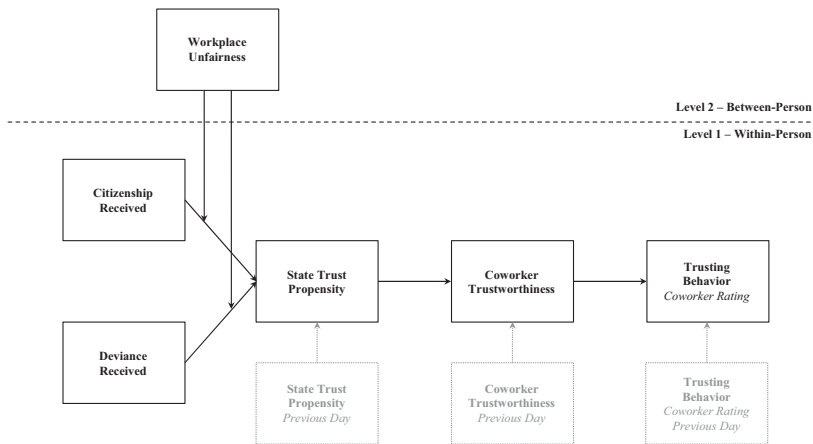 Workplace
Unfairness
Level 2 – Between-Person
Level 1 – Within-Person
Citizenship
Received
State Trust
Propensity
Coworker
Trustworthiness
Trusting
Behavior
Coworker Rating
Deviance
Received
State Trust
Propensity
Previous Day
Coworker
Trustworthiness
Previous Day
Trusting
Behavior
Coworker Rating
Previous Day